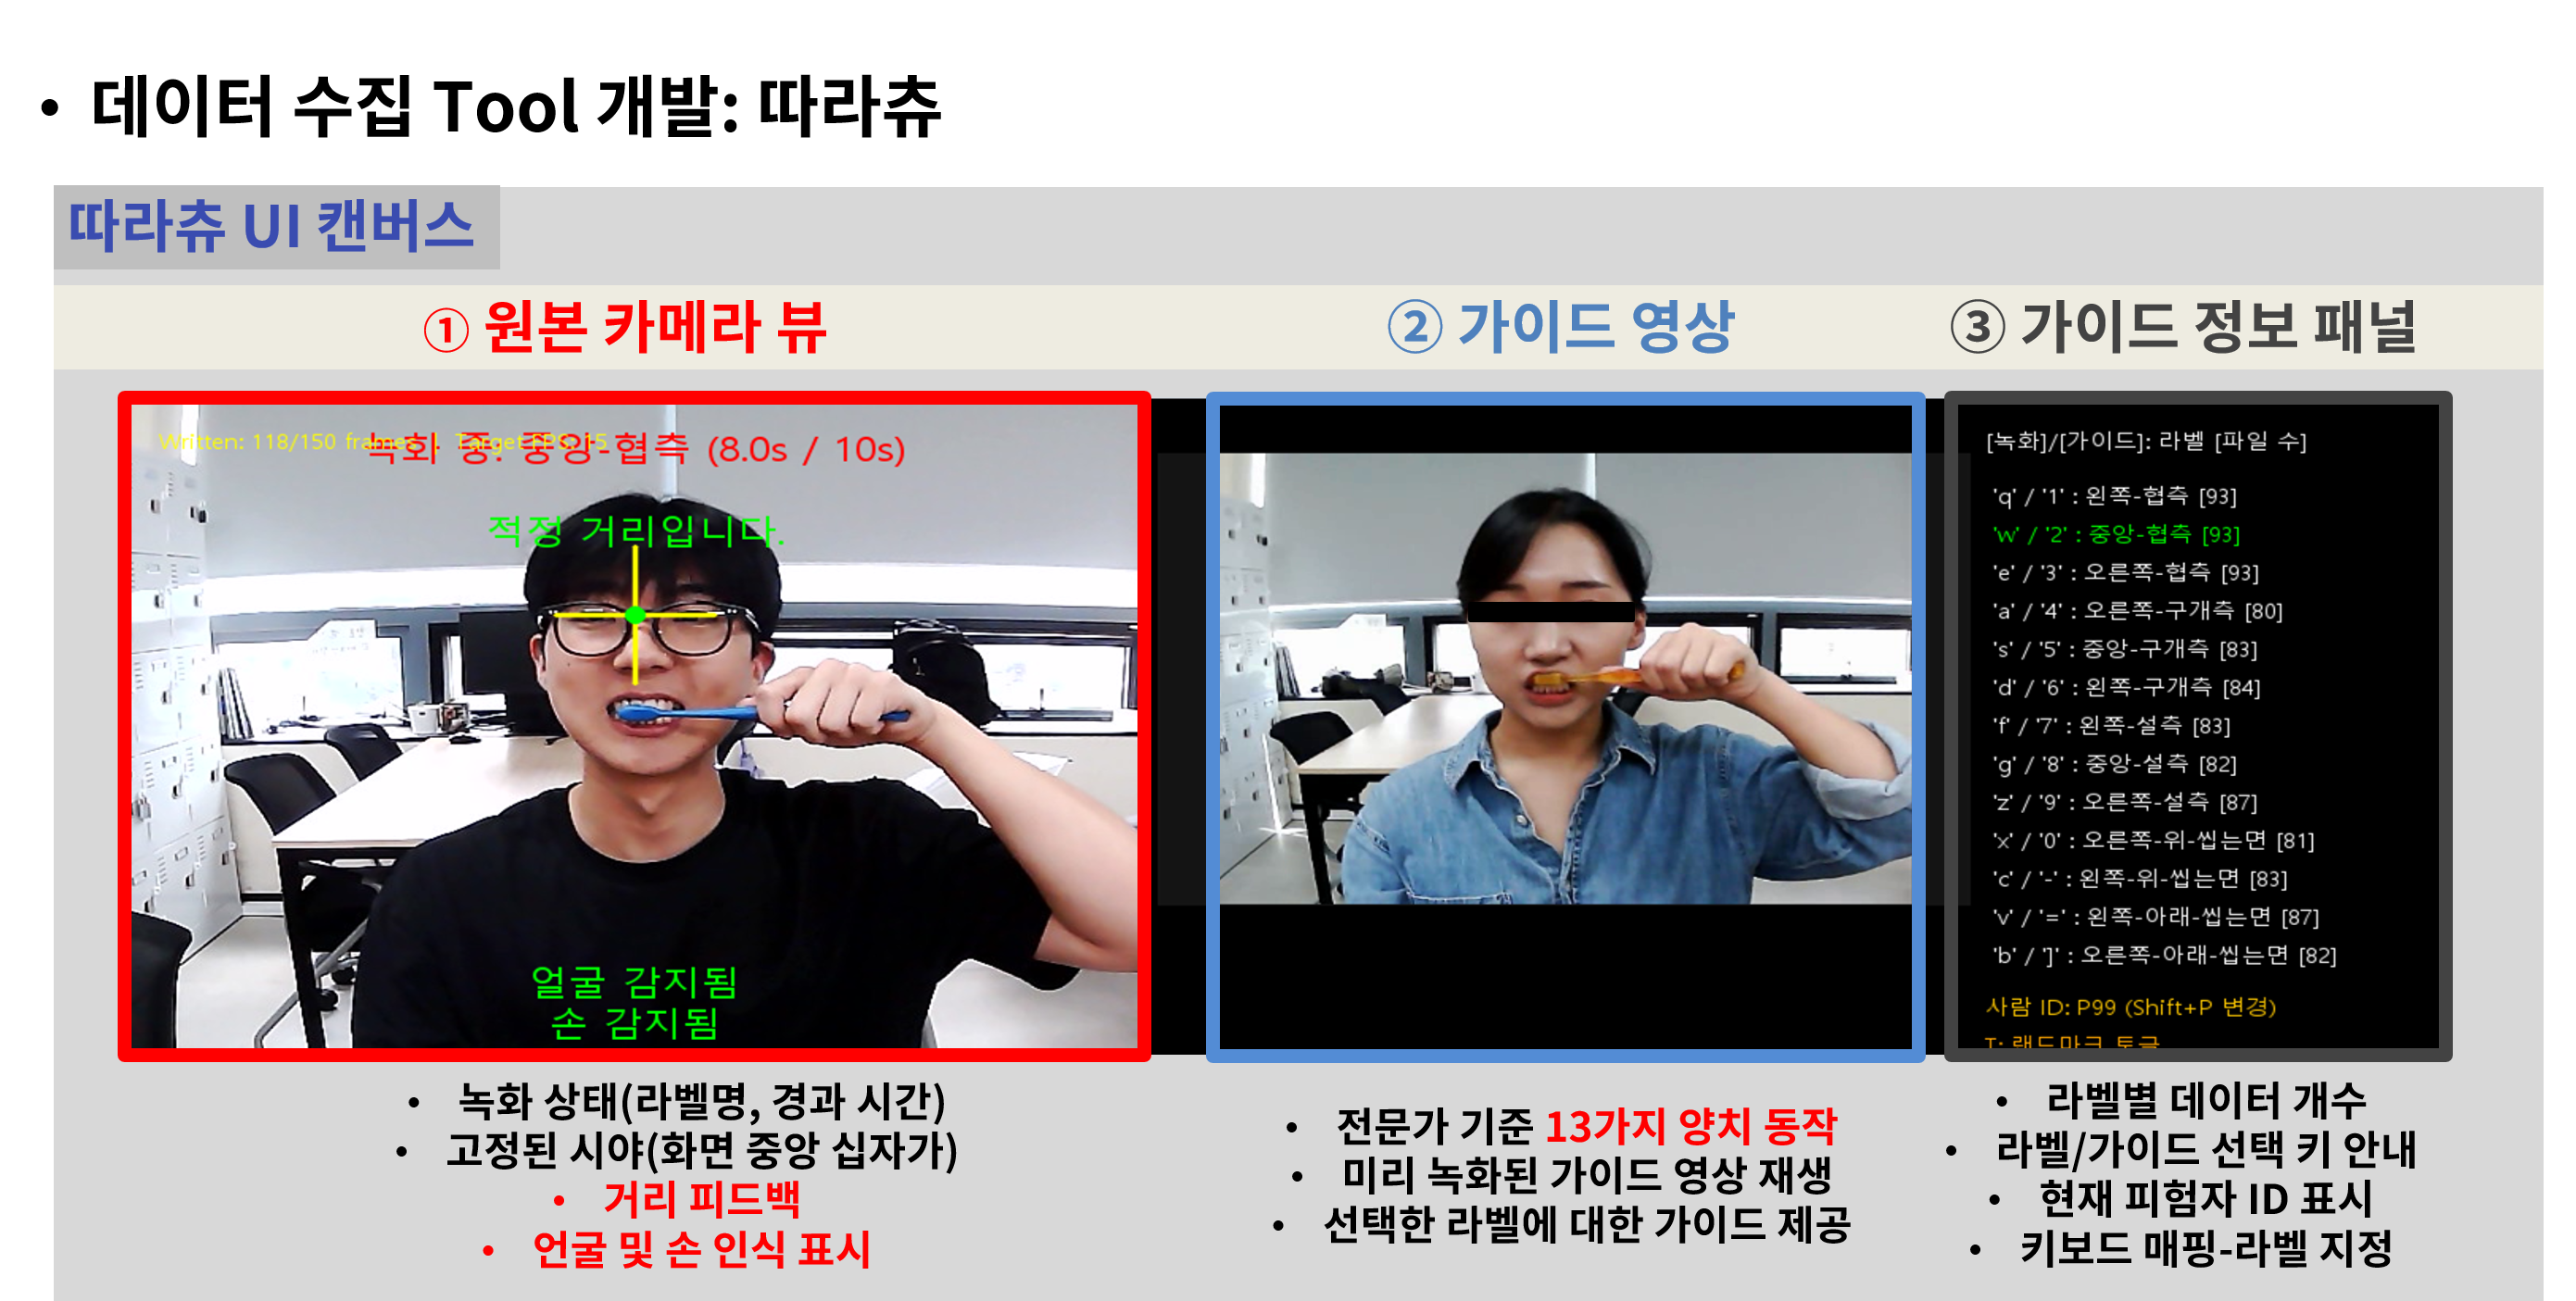 • 데이터 수집 Tool 개발: 따라츄
따라츄 UI 캔버스
① 원본 카메라 뷰
② 가이드 영상
③ 가이드 정보 패널
Written: 118/150 frames | Target FPS: 15
녹화 중: 중앙-협측 (8.0s / 10s)
적정 거리입니다.
얼굴 감지됨
손 감지됨
[녹화]/[가이드]: 라벨 [파일 수]
'q' / '1' : 왼쪽-협측 [93]
'w' / '2' : 중앙-협측 [93]
'e' / '3' : 오른쪽-협측 [93]
'a' / '4' : 오른쪽-구개측 [80]
's' / '5' : 중앙-구개측 [83]
'd' / '6' : 왼쪽-구개측 [84]
'f' / '7' : 왼쪽-설측 [83]
'g' / '8' : 중앙-설측 [82]
'z' / '9' : 오른쪽-설측 [87]
'x' / '0' : 오른쪽-위-씹는면 [81]
'c' / '-' : 왼쪽-위-씹는면 [83]
'v' / '=' : 왼쪽-아래-씹는면 [87]
'b' / ']' : 오른쪽-아래-씹는면 [82]
사람 ID: P99 (Shift+P 변경)
T: 랜드마크 토글
• 녹화 상태(라벨명, 경과 시간)
• 고정된 시야(화면 중앙 십자가)
• 거리 피드백
• 언굴 및 손 인식 표시
• 전문가 기준 13가지 양치 동작
• 미리 녹화된 가이드 영상 재생
• 선택한 라벨에 대한 가이드 제공
• 라벨별 데이터 개수
• 라벨/가이드 선택 키 안내
• 현재 피험자 ID 표시
• 키보드 매핑-라벨 지정